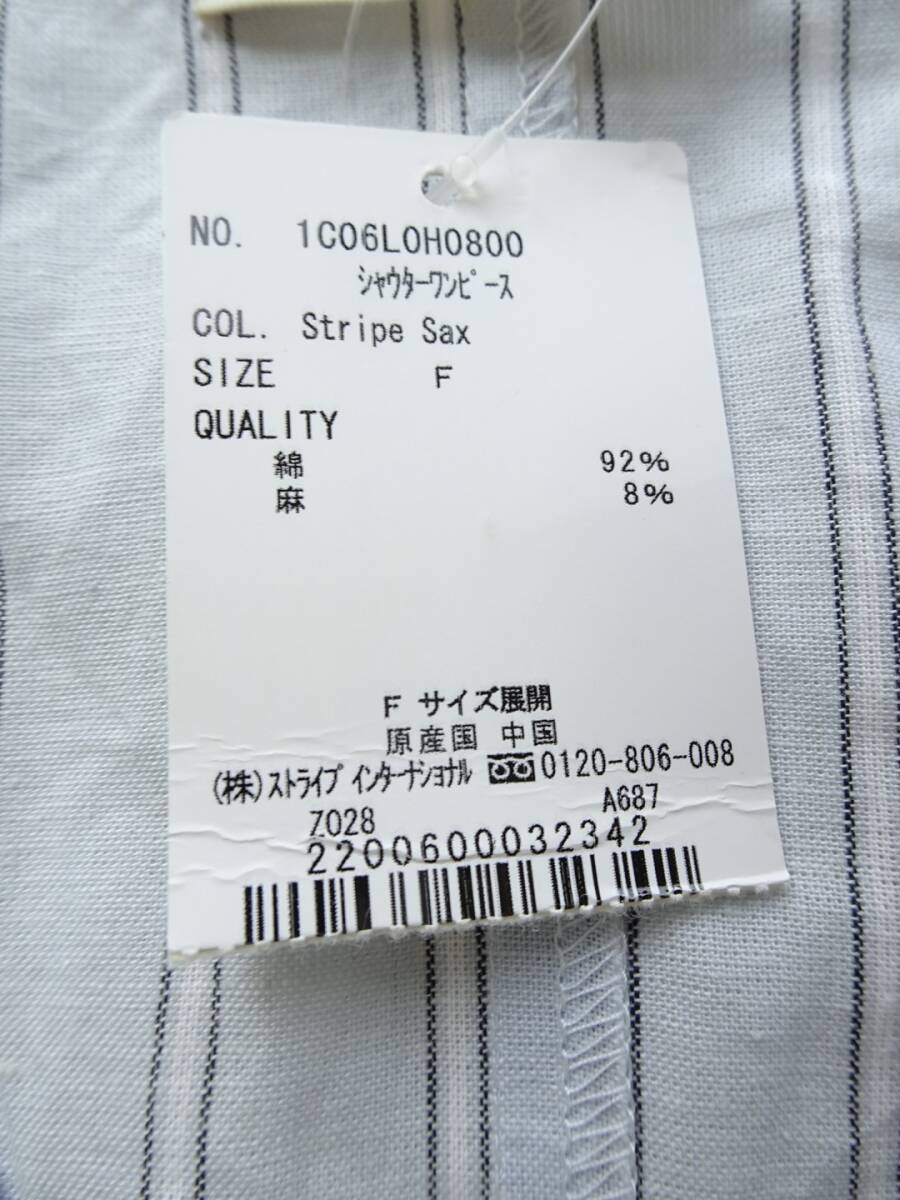 NO. 1C06L0H0800
シャウターワンピース
COL. Stripe Sax
SIZE F
QUALITY
綿 92%
麻 8%
F サイズ展開
原産国 中国
(株)ストライプ インターナショナル 0120-806-008
Z028 A687
2200600032342